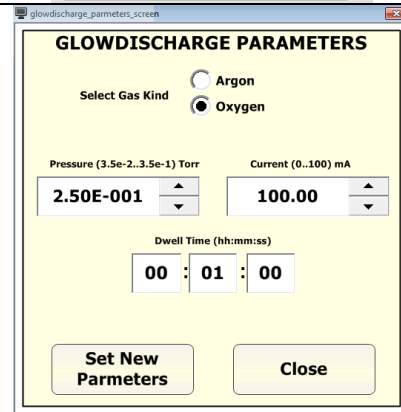 glowdischarge_parmeters_screen
GLOWDISCHARGE PARAMETERS
Select Gas Kind
Argon
Oxygen
Pressure (3.5e-2..3.5e-1) Torr
Current (0..100) mA
2.50E-001
100.00
Dwell Time (hh:mm:ss)
00 : 01 : 00
Set New
Parmeters
Close